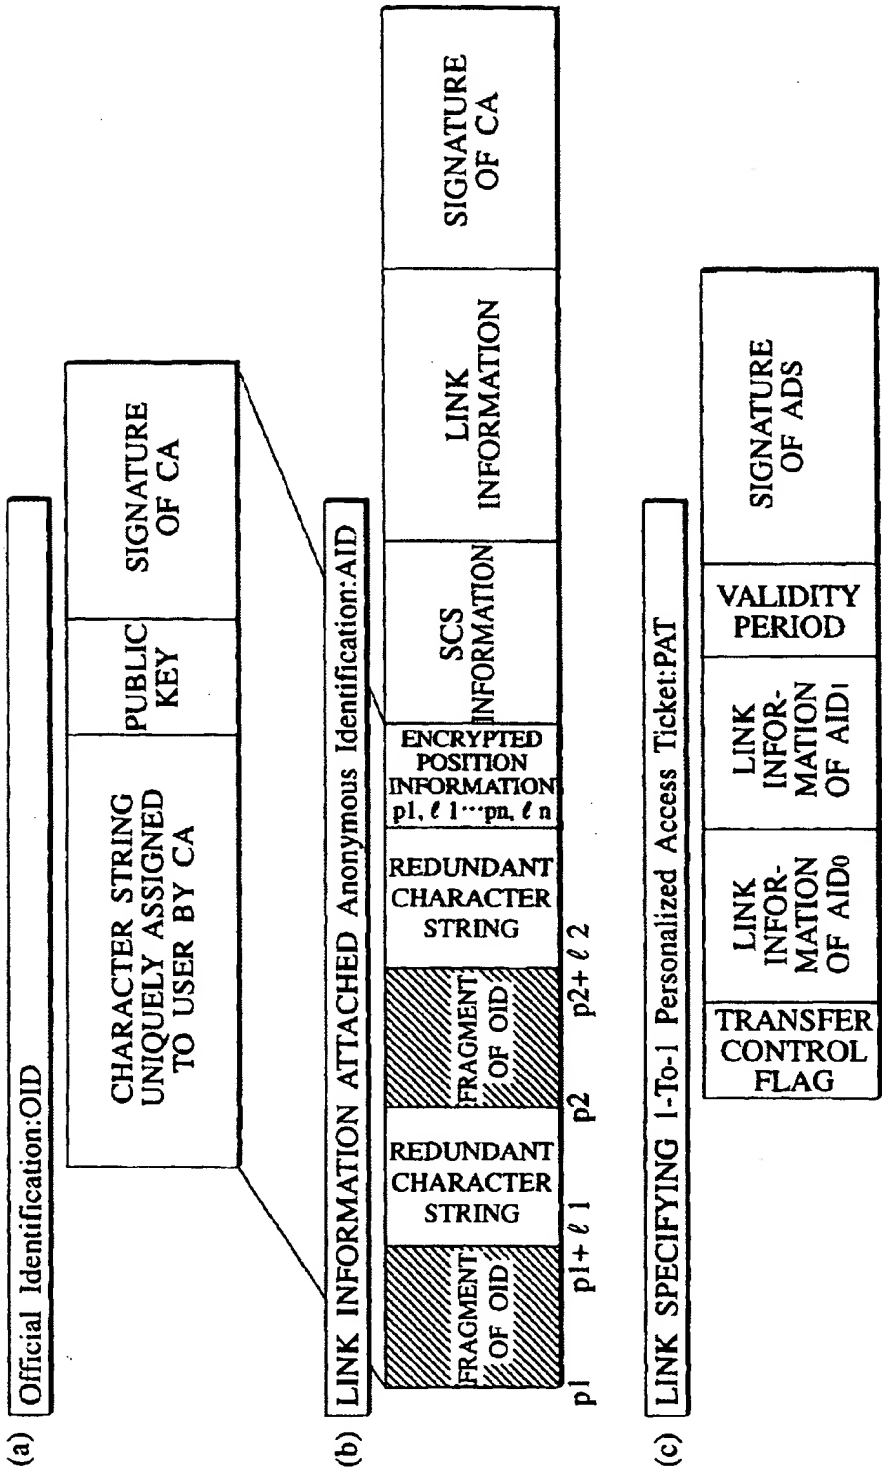 (a)
Official Identification:OID
CHARACTER STRING
UNIQUELY ASSIGNED
TO USER BY CA
PUBLIC
KEY
SIGNATURE
OF CA
(b)
LINK INFORMATION ATTACHED Anonymous Identification:AID
FRAGMENT
OF OID
REDUNDANT
CHARACTER
STRING
FRAGMENT
OF OID
REDUNDANT
CHARACTER
STRING
ENCRYPTED
POSITION
INFORMATION
p1, ℓ 1⋯pn, ℓ n
SCS
INFORMATION
LINK
INFORMATION
SIGNATURE
OF CA
p1
p1+ ℓ 1
p2
p2+ ℓ 2
(c)
LINK SPECIFYING 1-To-1 Personalized Access Ticket:PAT
TRANSFER
CONTROL
FLAG
LINK
INFOR-
MATION
OF AID0
LINK
INFOR-
MATION
OF AID1
VALIDITY
PERIOD
SIGNATURE
OF ADS